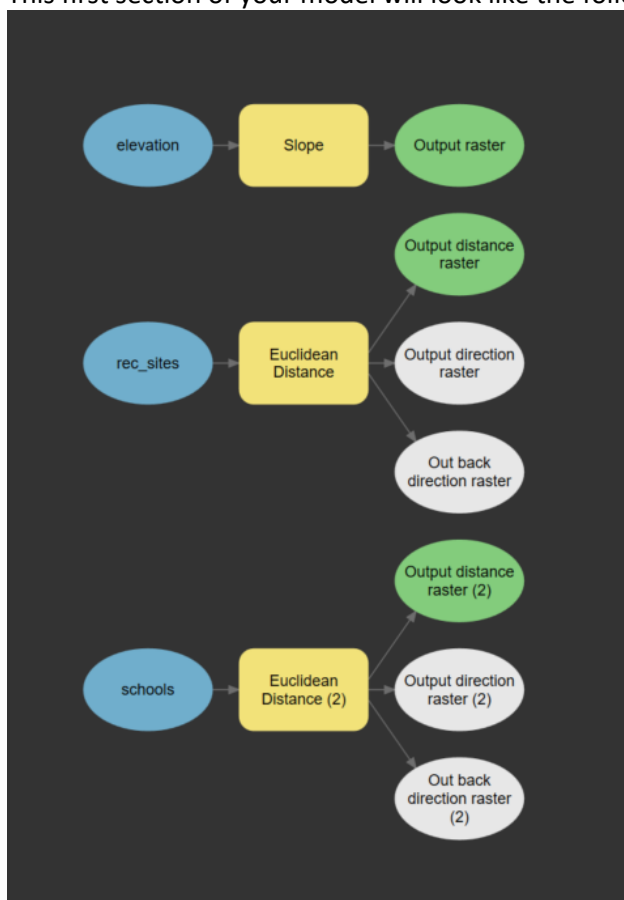 This first section of your model will look like the
elevation
Slope
Output raster
Output distance
raster
rec_sites
Euclidean
Distance
Output direction
raster
Out back
direction raster
Output distance
raster (2)
schools
Euclidean
Distance (2)
Output direction
raster (2)
Out back
direction raster
(2)